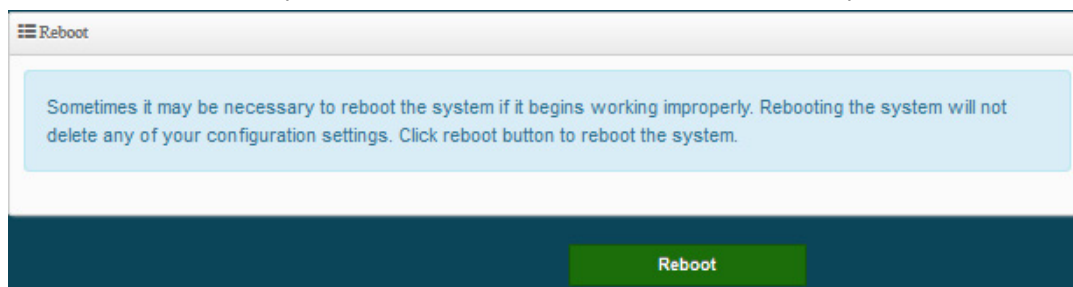 Reboot
Sometimes it may be necessary to reboot the system if it begins working improperly. Rebooting the system will not
delete any of your configuration settings. Click reboot button to reboot the system.
Reboot